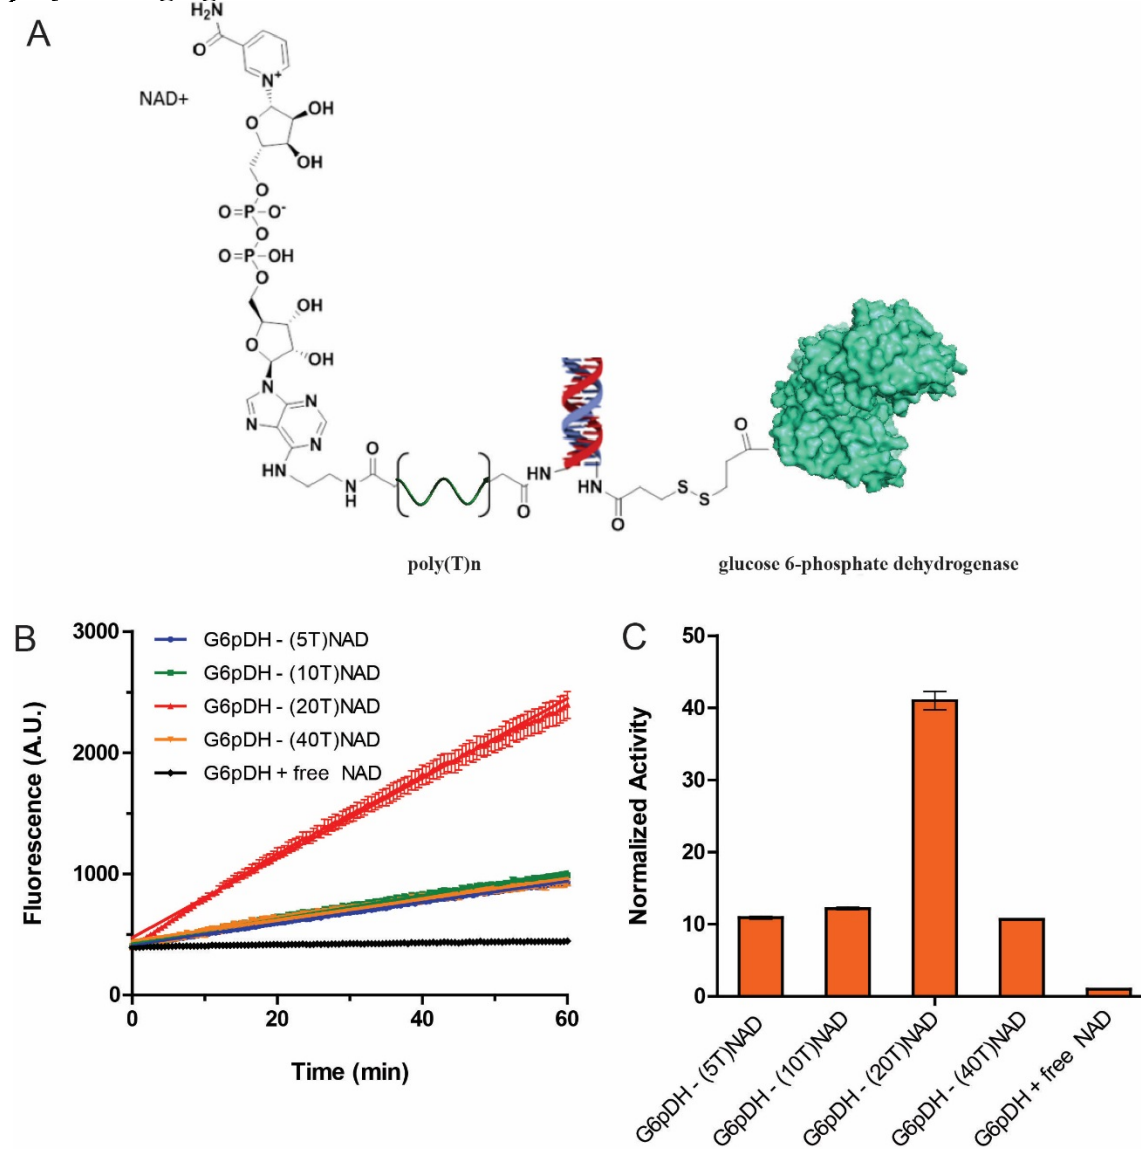 A
H2N
O
N+
NAD+
O
OH
OH
O
O=P-O-
O
O=P-OH
O
OH
O
OH
N
N
N
N
HN
N
H
O
O
HN
HN
O
S
S
O
poly(T)n
glucose 6-phosphate dehydrogenase
B
3000
2000
1000
0
Fluorescence (A.U.)
G6pDH - (5T)NAD
G6pDH - (10T)NAD
G6pDH - (20T)NAD
G6pDH - (40T)NAD
G6pDH + free NAD
0
20
40
60
Time (min)
C
50
40
30
20
10
0
Normalized Activity
G6pDH - (5T)NAD
G6pDH - (10T)NAD
G6pDH - (20T)NAD
G6pDH - (40T)NAD
G6pDH + free NAD